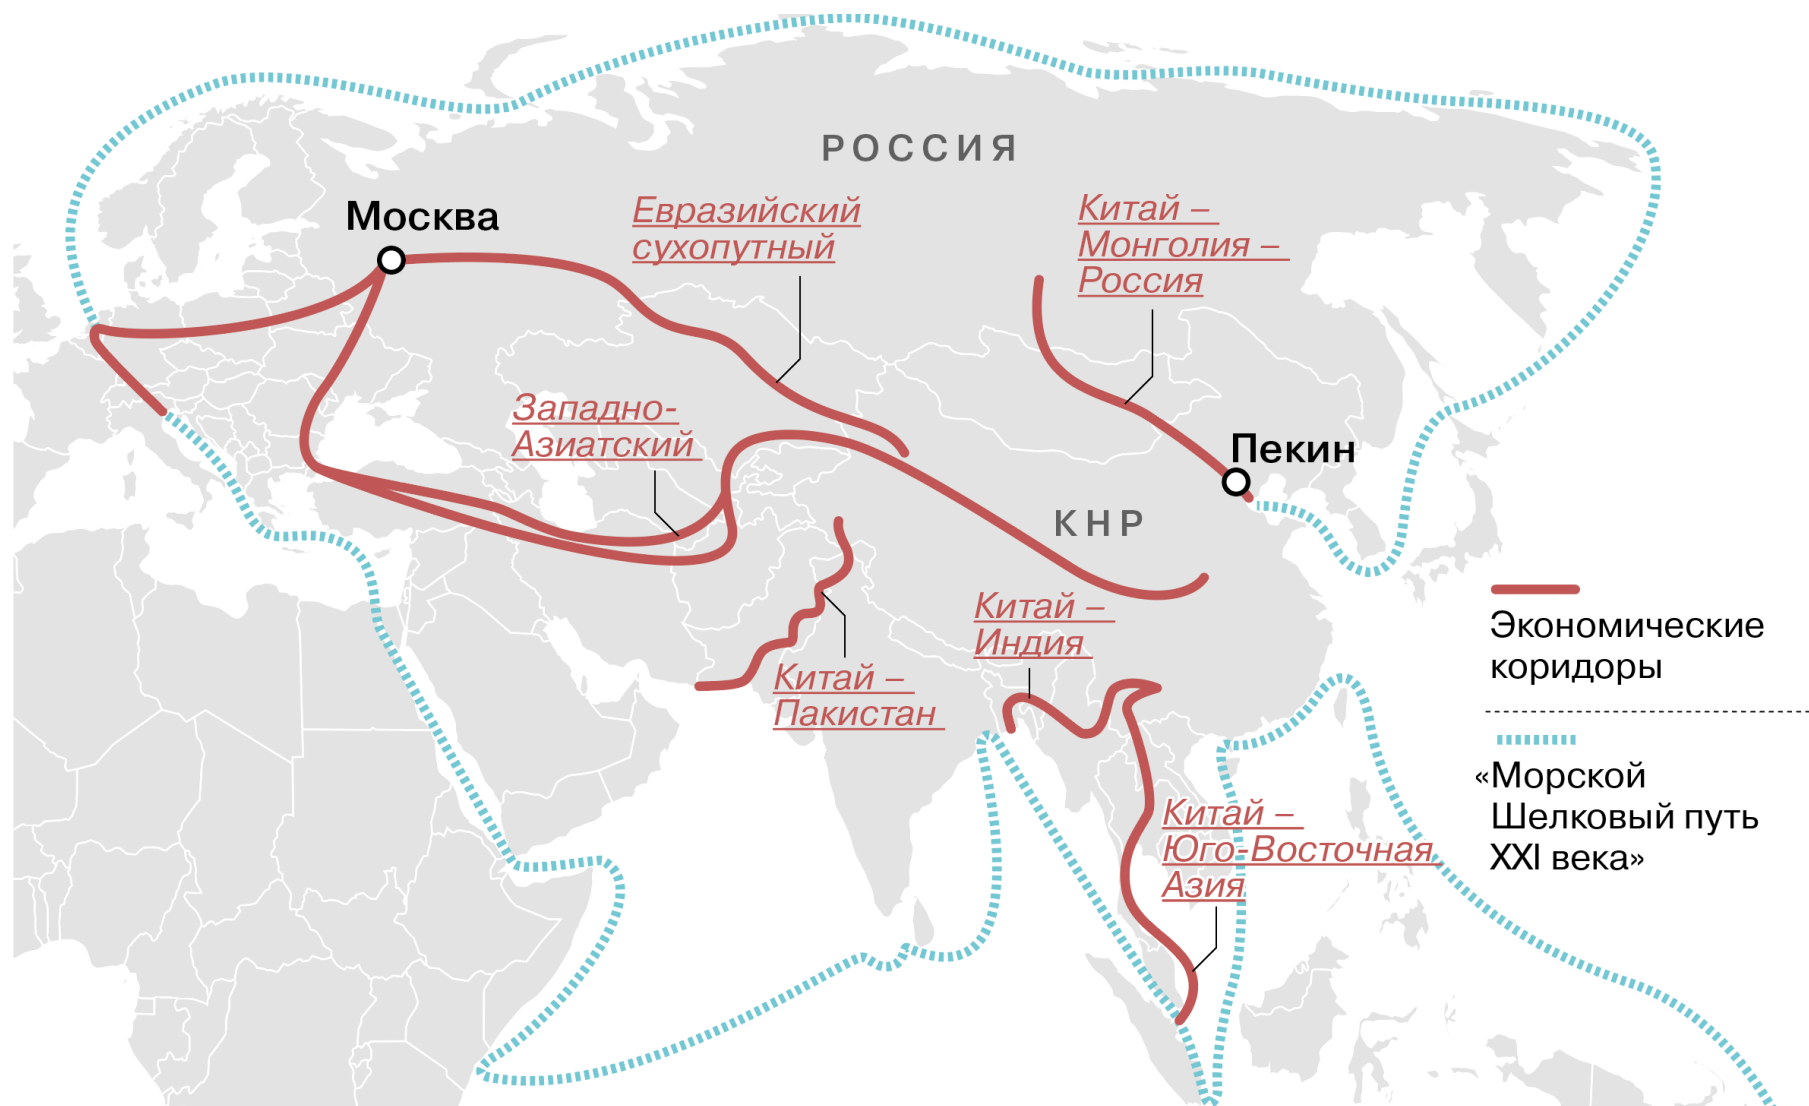 РОССИЯ
Москва
Евразийский
сухопутный
Китай –
Монголия –
Россия
Западно-
Азиатский
Пекин
КНР
Китай –
Индия
Китай –
Пакистан
Китай –
Юго-Восточная
Азия
Экономические
коридоры
«Морской
Шелковый путь
XXI века»